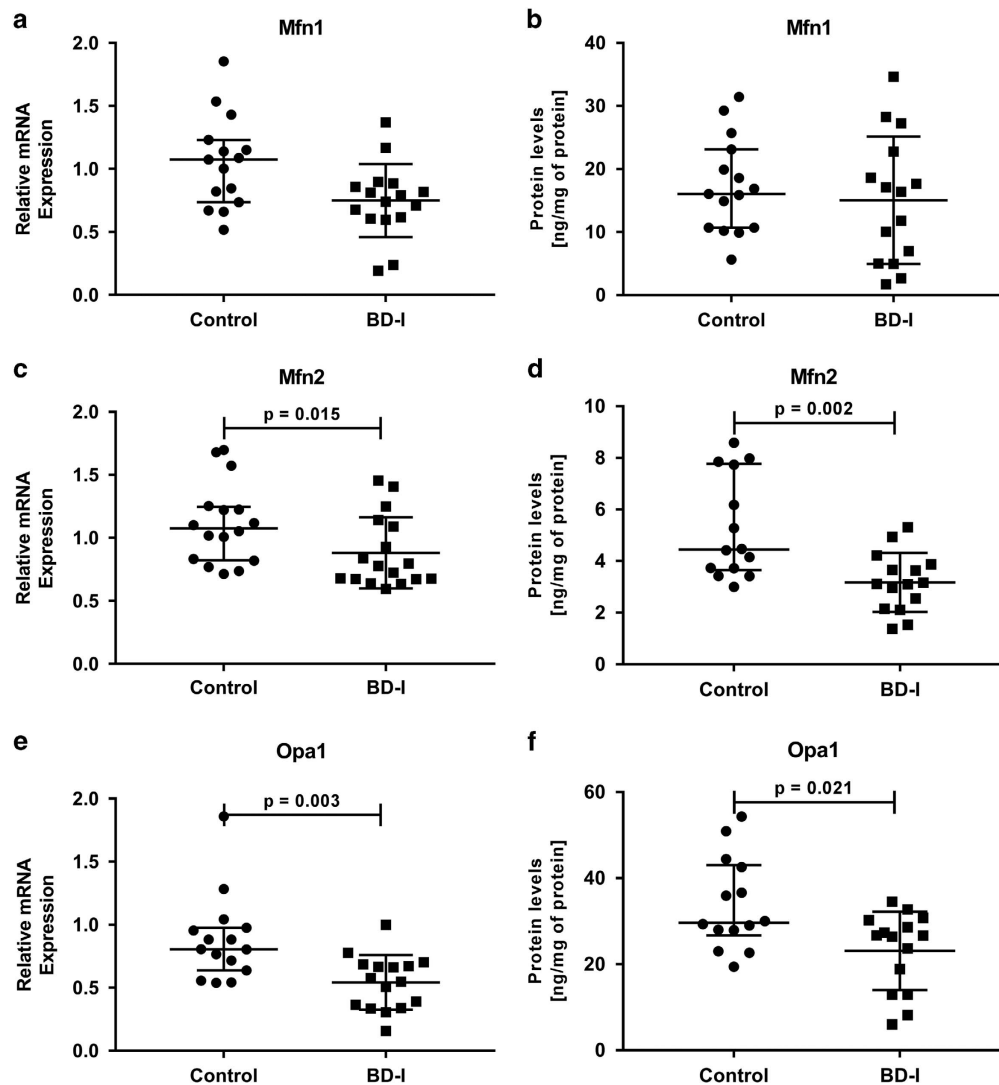 a
Mfn1
Relative mRNA
Expression
2.0
1.5
1.0
0.5
0.0
Control
BD-I
b
Mfn1
Protein levels
[ng/mg of protein]
40
30
20
10
0
Control
BD-I
c
Mfn2
p = 0.015
Relative mRNA
Expression
2.0
1.5
1.0
0.5
0.0
Control
BD-I
d
Mfn2
p = 0.002
Protein levels
[ng/mg of protein]
10
8
6
4
2
0
Control
BD-I
e
Opa1
p = 0.003
Relative mRNA
Expression
2.0
1.5
1.0
0.5
0.0
Control
BD-I
f
Opa1
p = 0.021
Protein levels
[ng/mg of protein]
60
40
20
0
Control
BD-I